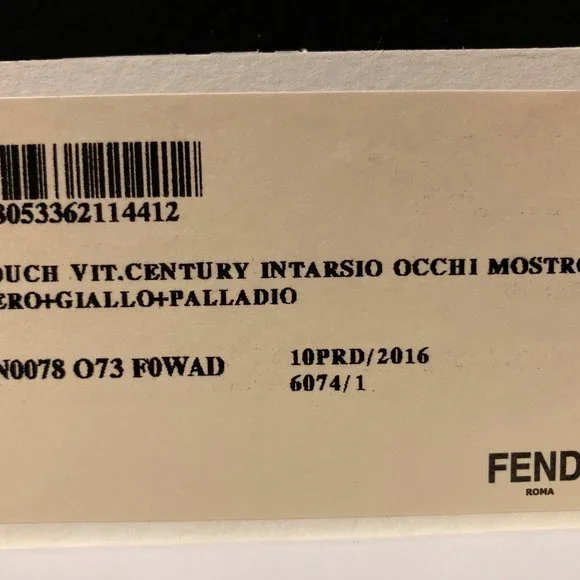 8053362114412
OUCH VIT.CENTURY INTARSIO OCCHI MOSTRO
ERO+GIALLO+PALLADIO
N0078 O73 F0WAD
10PRD/2016
6074/1
FEND
ROMA